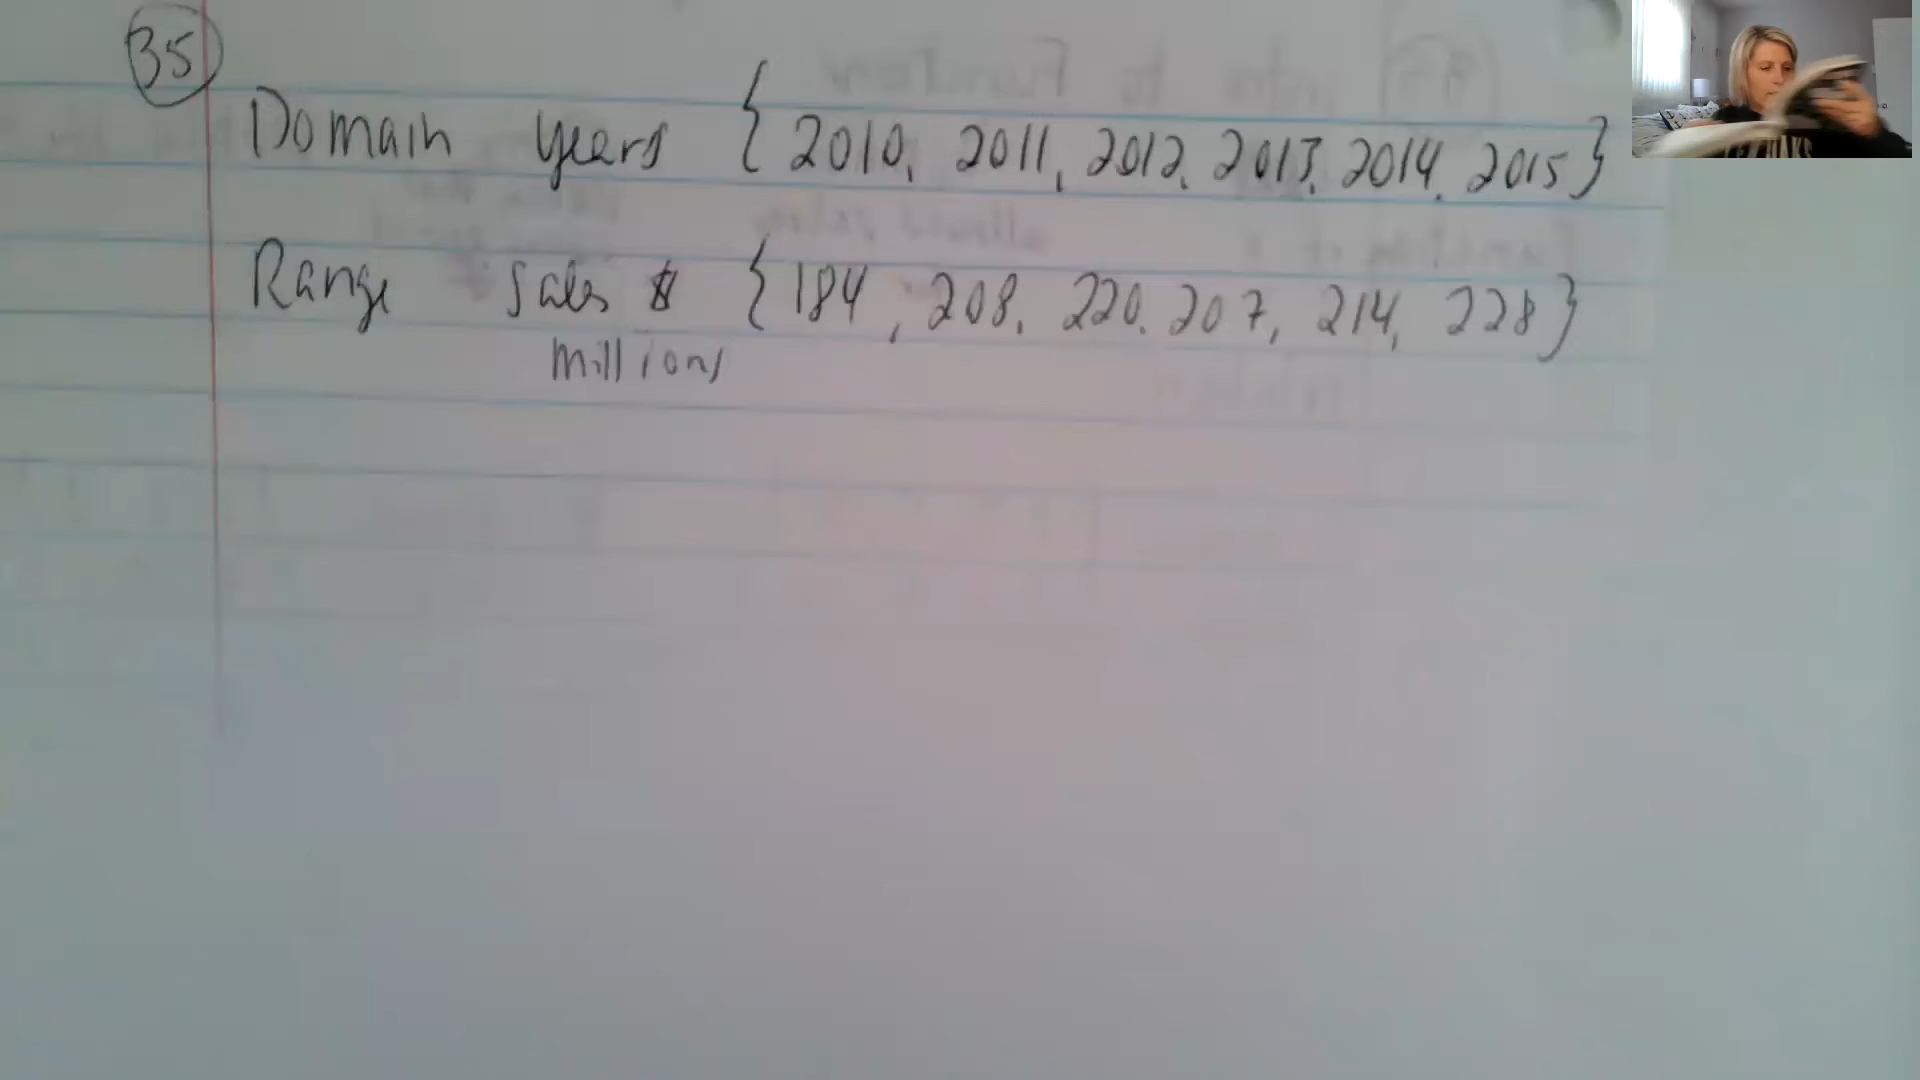 35
Domain years { 2010, 2011, 2012, 2013, 2014, 2015 }
Range sales $ { 184, 208, 220, 207, 214, 228 }
millions